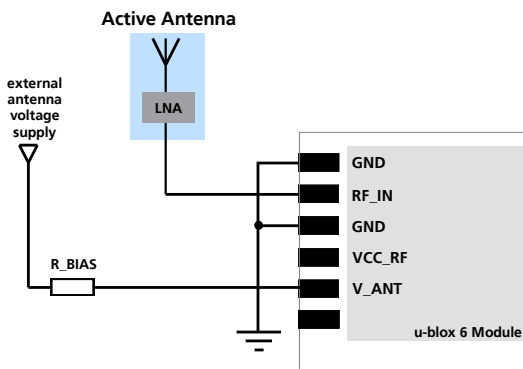 Active Antenna
external
antenna
voltage
supply
LNA
GND
RF_IN
GND
VCC_RF
R_BIAS
V_ANT
u-blox 6 Module